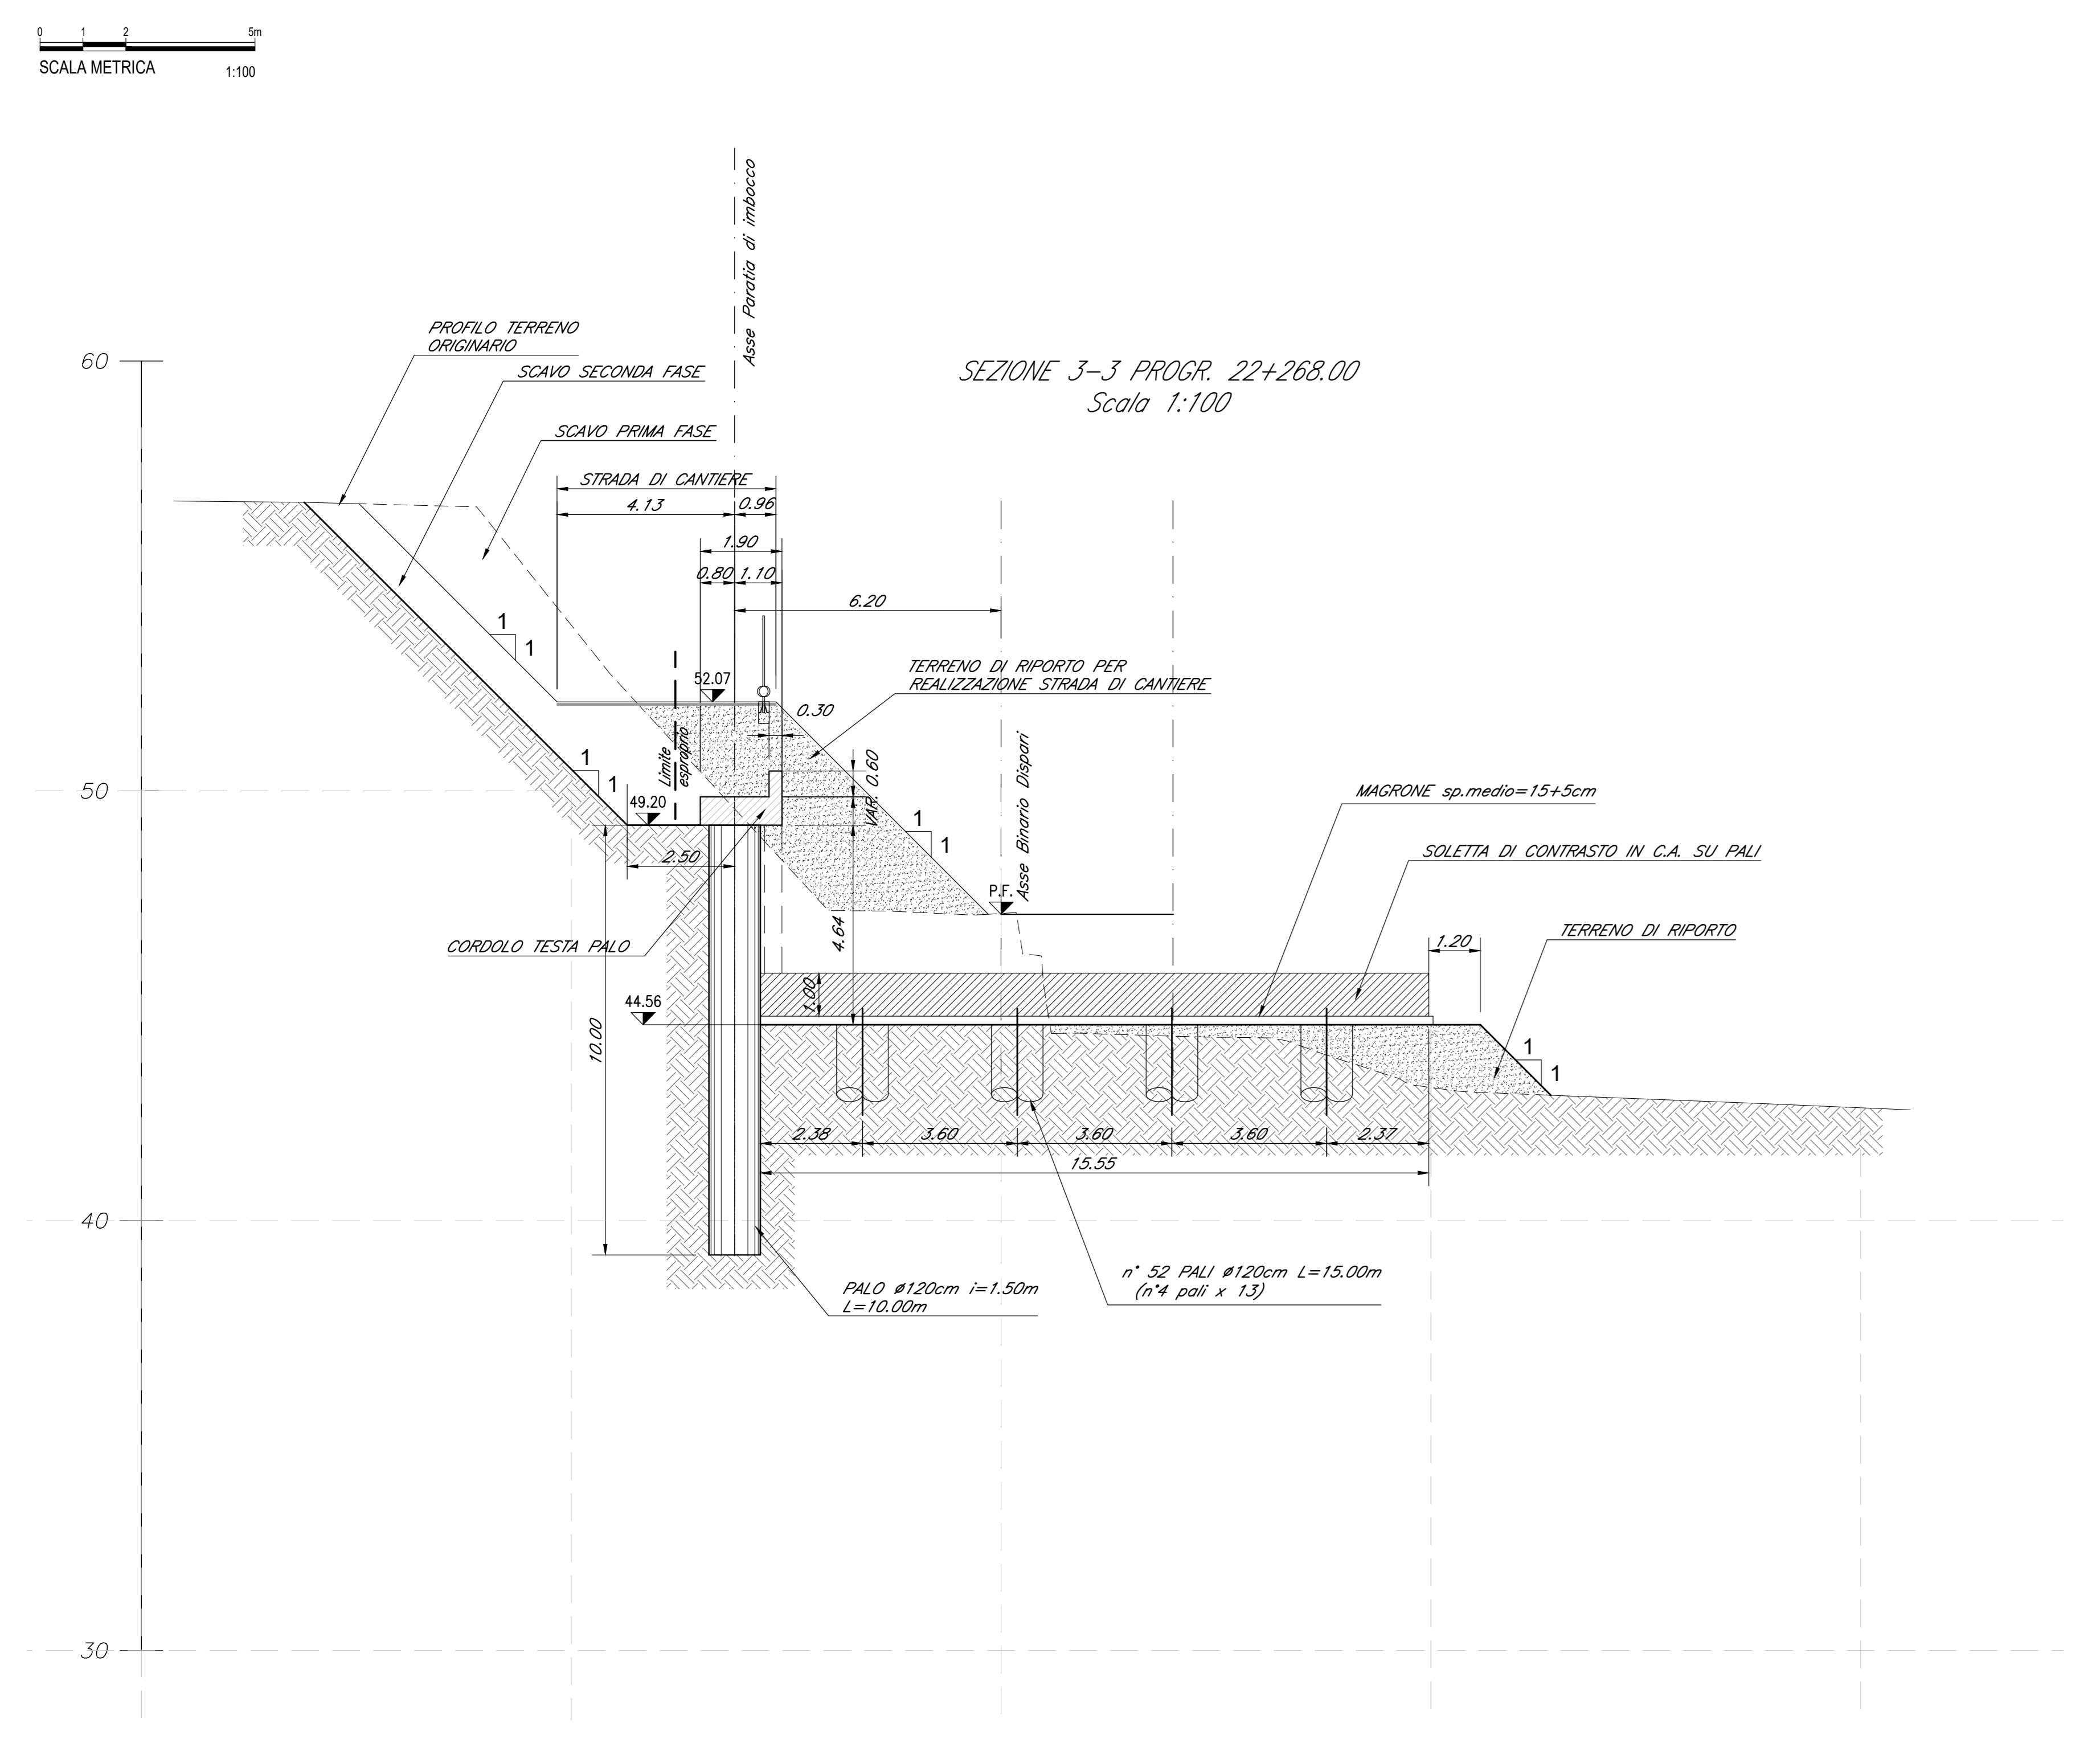 0 1 2 5m
SCALA METRICA 1:100
Asse Paratia di imbocco
PROFILO TERRENO
ORIGINARIO
60
SCAVO SECONDA FASE
SEZIONE 3-3 PROGR. 22+268.00
Scala 1:100
SCAVO PRIMA FASE
STRADA DI CANTIERE
4.13 0.96
1.90
0.80 1.10
6.20
1
1
TERRENO DI RIPORTO PER
REALIZZAZIONE STRADA DI CANTIERE
52.07
0.30
Limite
esproprio
Asse Binario Dispari
VAR. 0.60
1
1
50
MAGRONE sp.medio=15+5cm
49.20
1
1
SOLETTA DI CONTRASTO IN C.A. SU PALI
2.50
P.F.
4.64
TERRENO DI RIPORTO
CORDOLO TESTA PALO
1.20
1.00
44.56
10.00
1
1
2.38 3.60 3.60 3.60 2.37
15.55
40
n° 52 PALI ø120cm L=15.00m
(n°4 pali x 13)
PALO ø120cm i=1.50m
L=10.00m
30